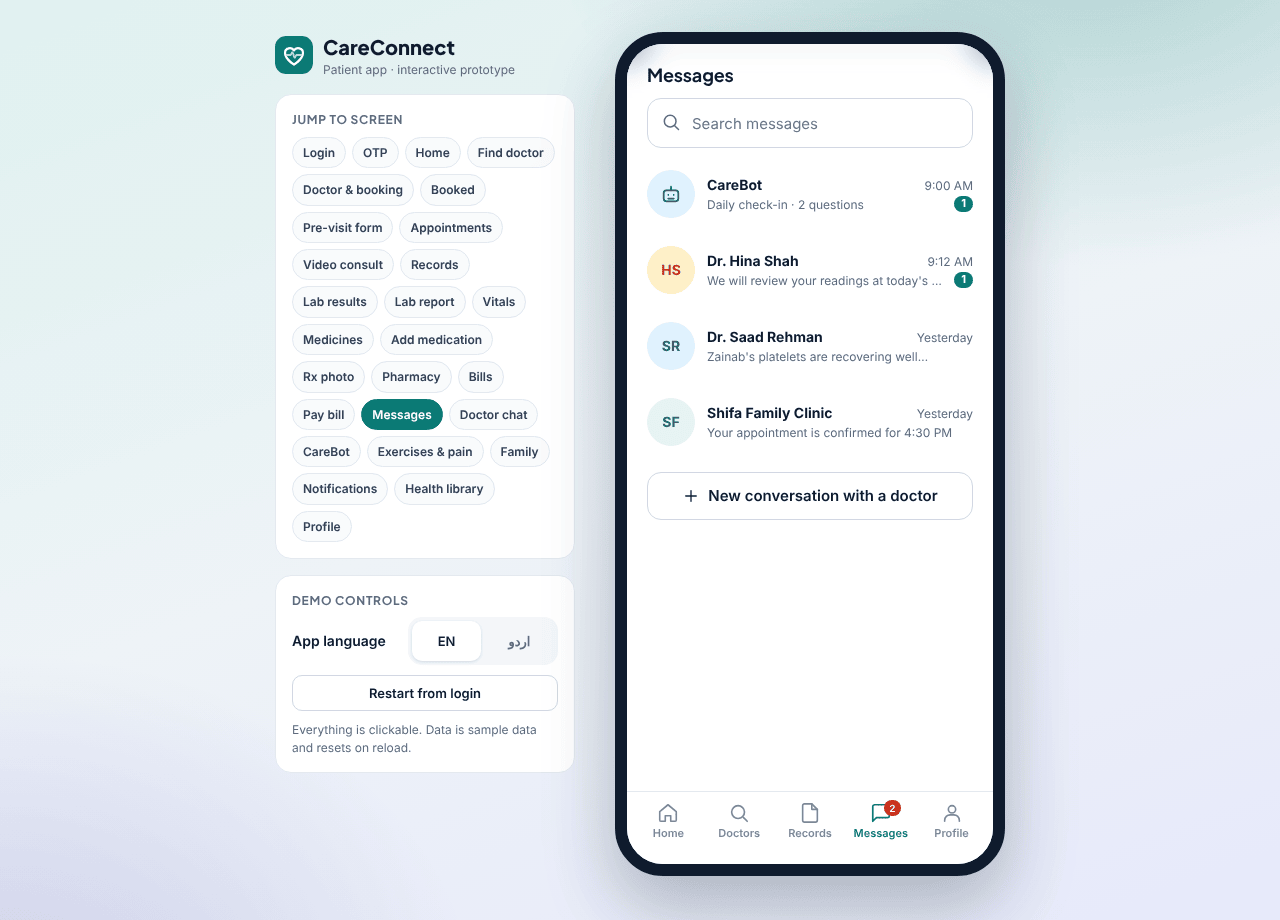 CareConnect
Patient app · interactive prototype
JUMP TO SCREEN
Login OTP Home Find doctor
Doctor & booking Booked
Pre-visit form Appointments
Video consult Records
Lab results Lab report Vitals
Medicines Add medication
Rx photo Pharmacy Bills
Pay bill Messages Doctor chat
CareBot Exercises & pain Family
Notifications Health library
Profile
DEMO CONTROLS
App language EN اردو
Restart from login
Everything is clickable. Data is sample data
and resets on reload.
Messages
Search messages
CareBot 9:00 AM
Daily check-in · 2 questions 1
HS Dr. Hina Shah 9:12 AM
We will review your readings at today's ... 1
SR Dr. Saad Rehman Yesterday
Zainab's platelets are recovering well...
SF Shifa Family Clinic Yesterday
Your appointment is confirmed for 4:30 PM
New conversation with a doctor
2
Home Doctors Records Messages Profile